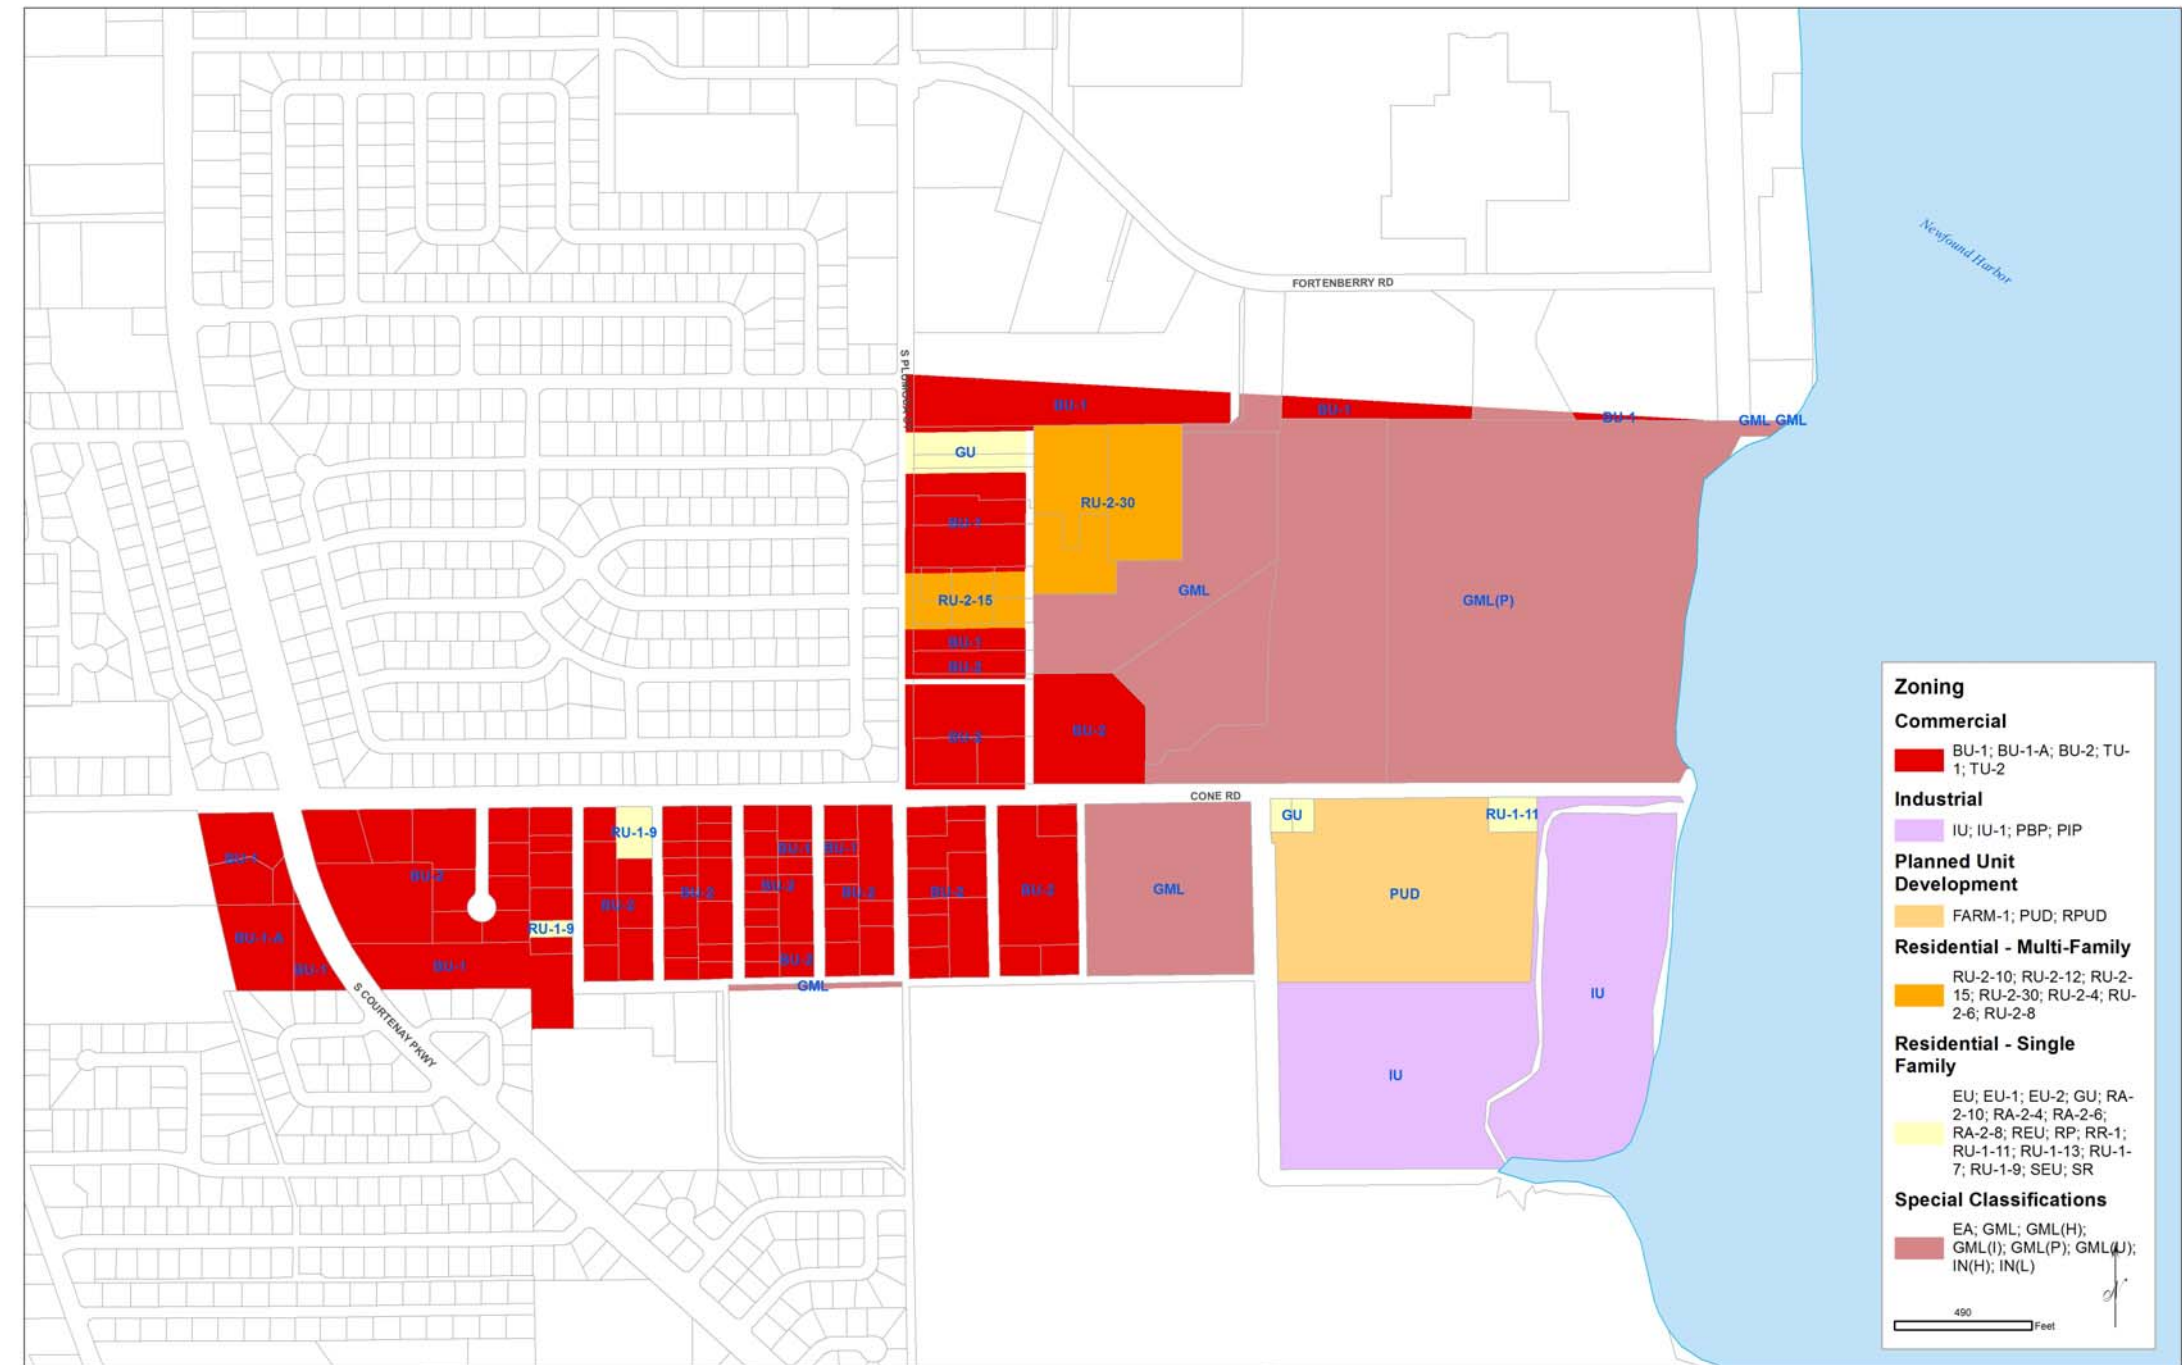 Newfound Harbor
FORTENBERRY RD
BU-1
BU-1
BU-1
GML GML
GU
RU-2-30
BU-1
GML
GML(P)
RU-2-15
BU-1
BU-2
BU-2
BU-2
CONE RD
GU
RU-1-11
RU-1-9
BU-1
BU-1
BU-1
BU-2
BU-2
BU-2
BU-2
BU-2
BU-2
BU-2
GML
PUD
RU-1-9
BU-1-A
BU-1
BU-1
BU-2
GML
IU
IU
S COURTENAY PKWY
Zoning
Commercial
BU-1; BU-1-A; BU-2; TU-
1; TU-2
Industrial
IU; IU-1; PBP; PIP
Planned Unit
Development
FARM-1; PUD; RPUD
Residential - Multi-Family
RU-2-10; RU-2-12; RU-2-
15; RU-2-30; RU-2-4; RU-
2-6; RU-2-8
Residential - Single
Family
EU; EU-1; EU-2; GU; RA-
2-10; RA-2-4; RA-2-6;
RA-2-8; REU; RP; RR-1;
RU-1-11; RU-1-13; RU-1-
7; RU-1-9; SEU; SR
Special Classifications
EA; GML; GML(H);
GML(I); GML(P); GML(U);
IN(H); IN(L)
N
490
Feet